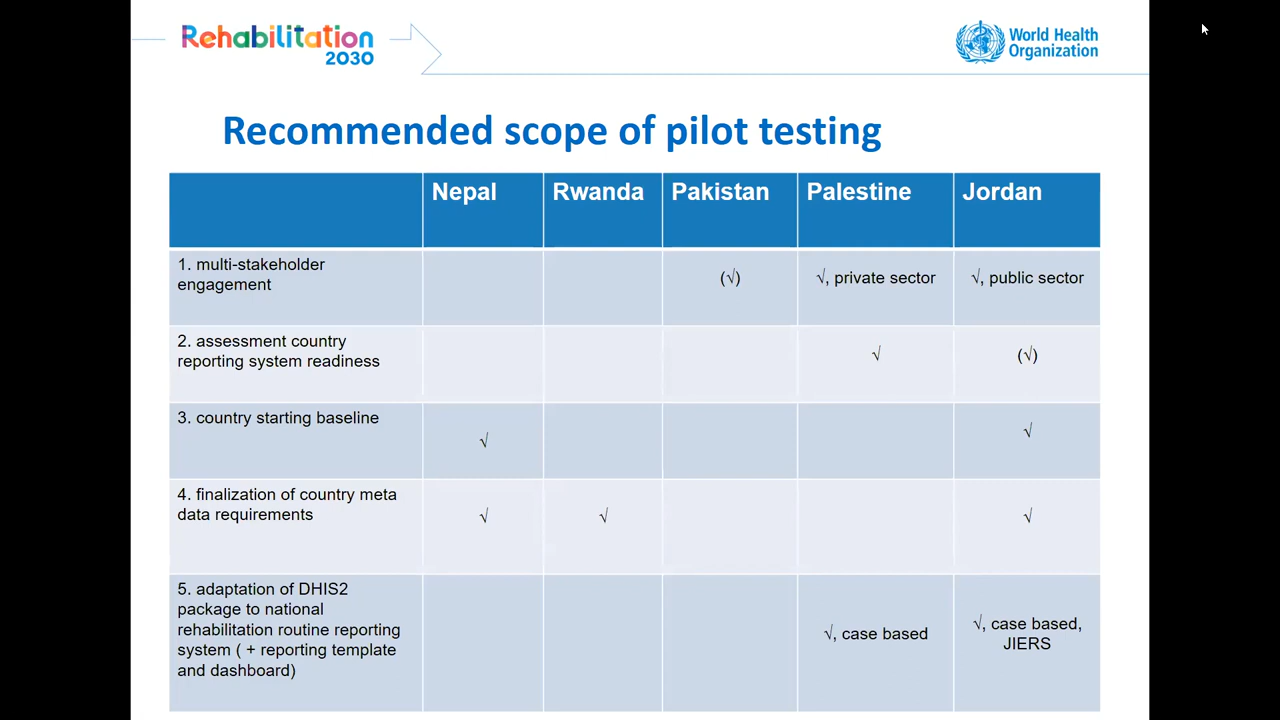 Rehabilitation
2030
World Health
Organization
Recommended scope of pilot testing
Nepal Rwanda Pakistan Palestine Jordan
1. multi-stakeholder
engagement
(√) √, private sector √, public sector
2. assessment country
reporting system readiness
√ (√)
3. country starting baseline
√ √
4. finalization of country meta
data requirements
√ √ √
5. adaptation of DHIS2
package to national
rehabilitation routine reporting
system ( + reporting template
and dashboard)
√, case based √, case based,
JIERS